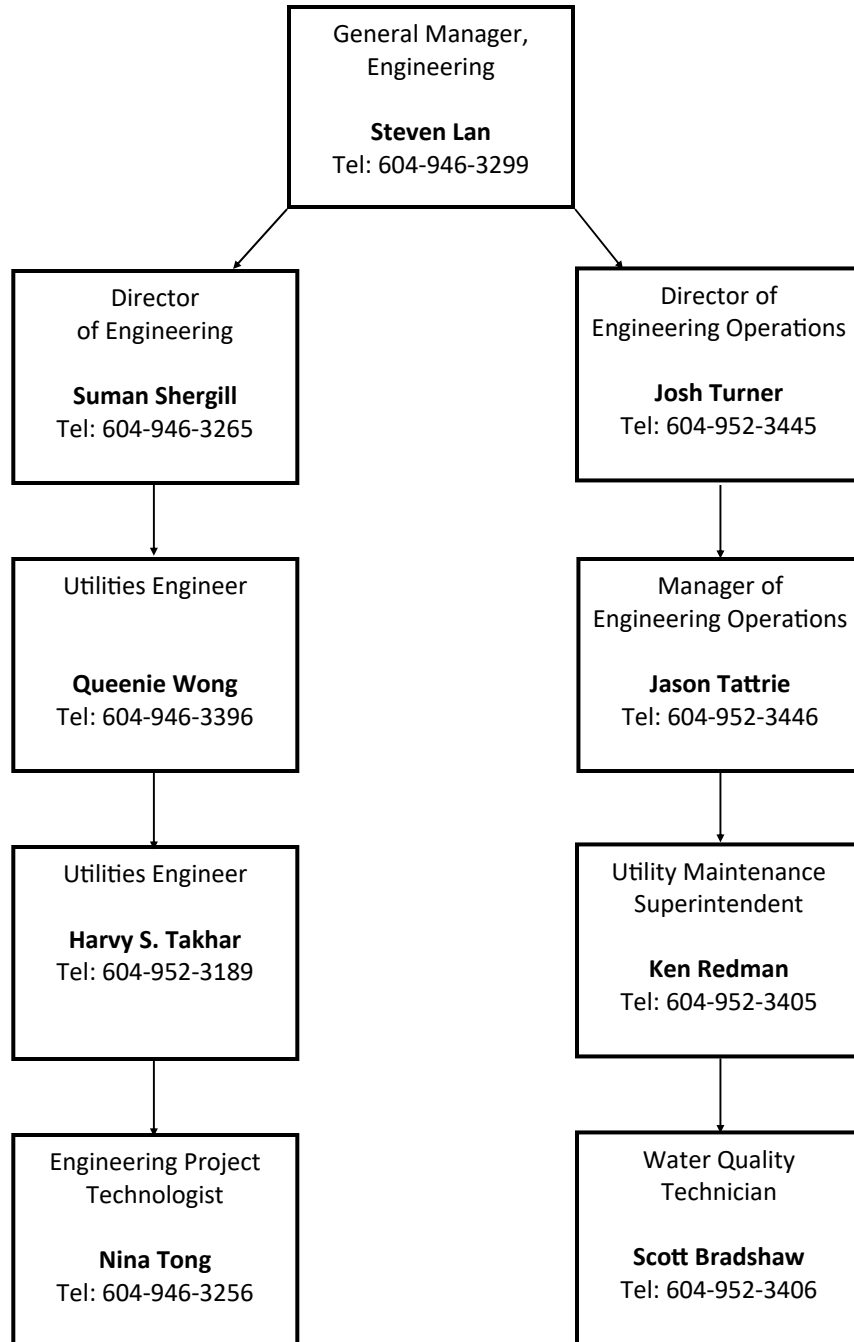 General Manager,
Engineering
Steven Lan
Tel: 604-946-3299
Director
of Engineering
Suman Shergill
Tel: 604-946-3265
Director of
Engineering Operations
Josh Turner
Tel: 604-952-3445
Utilities Engineer
Queenie Wong
Tel: 604-946-3396
Manager of
Engineering Operations
Jason Tattrie
Tel: 604-952-3446
Utilities Engineer
Harvy S. Takhar
Tel: 604-952-3189
Utility Maintenance
Superintendent
Ken Redman
Tel: 604-952-3405
Engineering Project
Technologist
Nina Tong
Tel: 604-946-3256
Water Quality
Technician
Scott Bradshaw
Tel: 604-952-3406